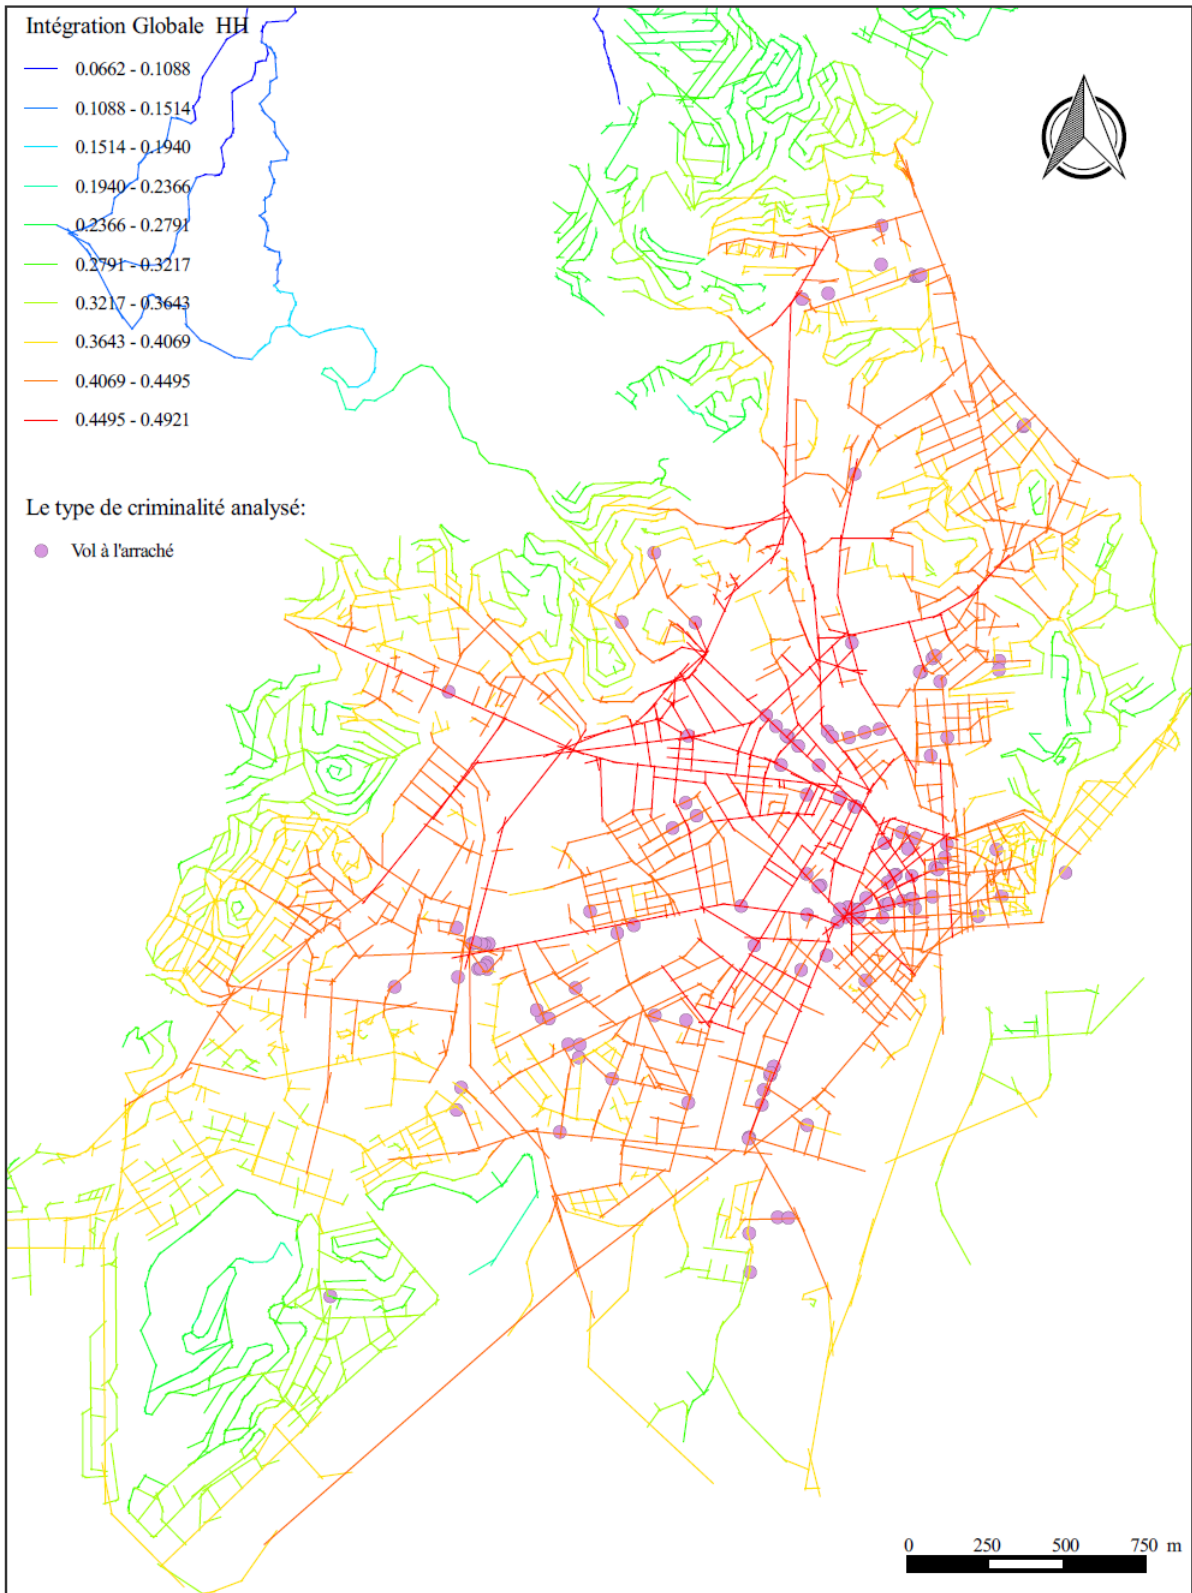 Intégration Globale HH
0.0662 - 0.1088
0.1088 - 0.1514
0.1514 - 0.1940
0.1940 - 0.2366
0.2366 - 0.2791
0.2791 - 0.3217
0.3217 - 0.3643
0.3643 - 0.4069
0.4069 - 0.4495
0.4495 - 0.4921
Le type de criminalité analysé:
Vol à l'arraché
0 250 500 750 m